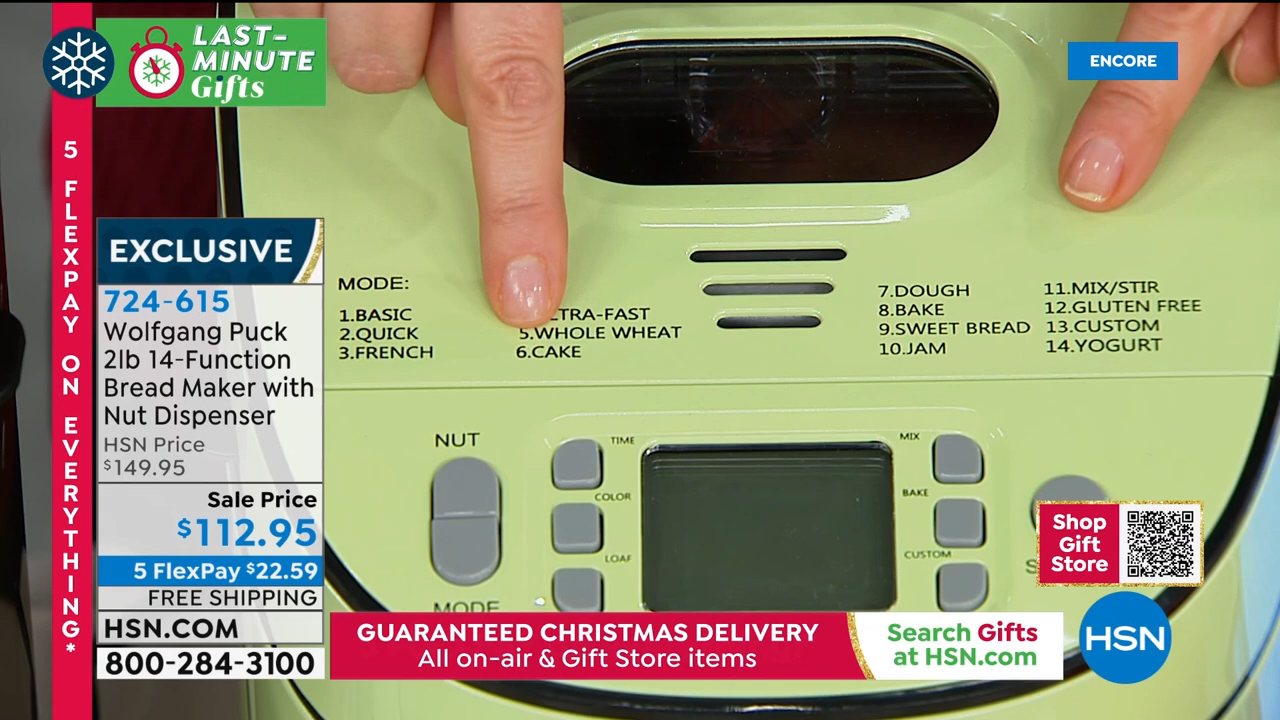 LAST-
MINUTE
Gifts
ENCORE
5 FLEXPAY ON EVERYTHING*
EXCLUSIVE
724-615
Wolfgang Puck
2lb 14-Function
Bread Maker with
Nut Dispenser
HSN Price
$149.95
Sale Price
$112.95
5 FlexPay $22.59
FREE SHIPPING
HSN.COM
800-284-3100
MODE:
1.BASIC
2.QUICK
3.FRENCH
5.WHOLE WHEAT
6.CAKE
7.DOUGH
8.BAKE
9.SWEET BREAD
10.JAM
11.MIX/STIR
12.GLUTEN FREE
13.CUSTOM
14.YOGURT
NUT
MODE
TIME
COLOR
LOAF
MIX
BAKE
CUSTOM
Shop
Gift
Store
GUARANTEED CHRISTMAS DELIVERY
All on-air & Gift Store items
Search Gifts
at HSN.com
HSN